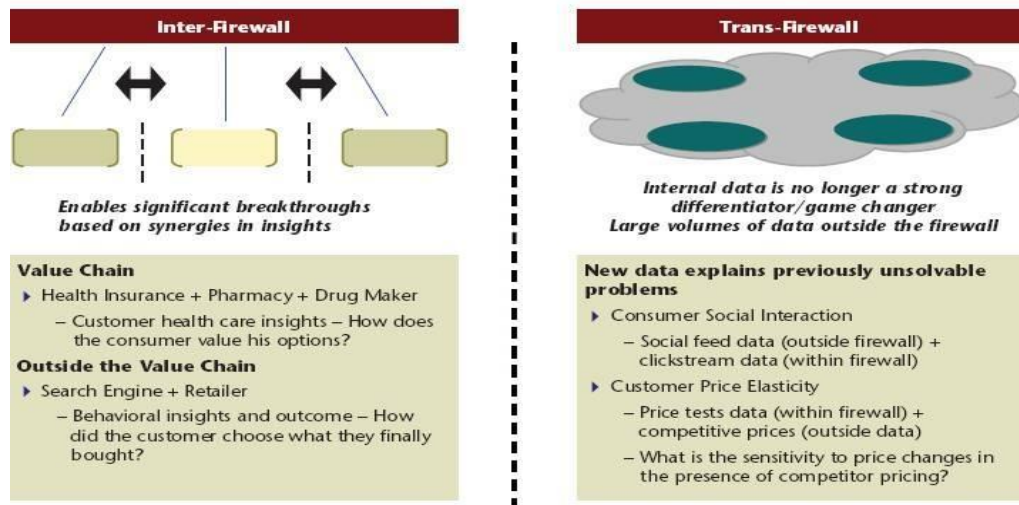 Inter-Firewall
Enables significant breakthroughs
based on synergies in insights
Value Chain
Health Insurance + Pharmacy + Drug Maker
– Customer health care insights – How does
the consumer value his options?
Outside the Value Chain
Search Engine + Retailer
– Behavioral insights and outcome – How
did the customer choose what they finally
bought?
Trans-Firewall
Internal data is no longer a strong
differentiator/game changer
Large volumes of data outside the firewall
New data explains previously unsolvable
problems
Consumer Social Interaction
– Social feed data (outside firewall) +
clickstream data (within firewall)
Customer Price Elasticity
– Price tests data (within firewall) +
competitive prices (outside data)
– What is the sensitivity to price changes in
the presence of competitor pricing?